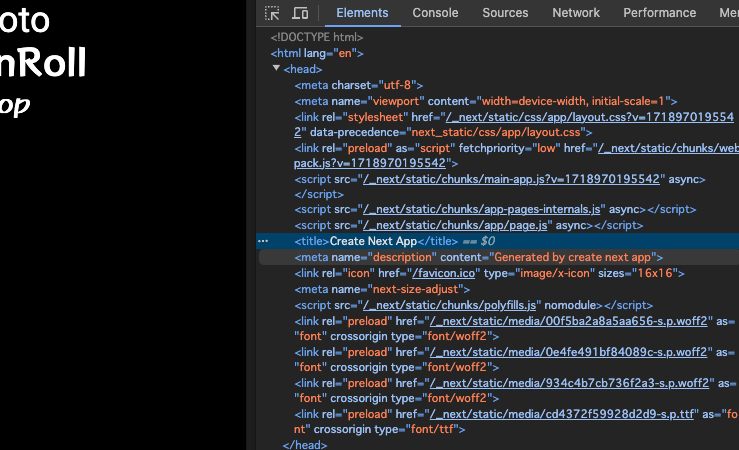 oto
nRoll
op
Elements Console Sources Network Performance Mer
<!DOCTYPE html>
<html lang="en">
<head>
<meta charset="utf-8">
<meta name="viewport" content="width=device-width, initial-scale=1">
<link rel="stylesheet" href="/_next/static/css/app/layout.css?v=171897019554
2" data-precedence="next_static/css/app/layout.css">
<link rel="preload" as="script" fetchpriority="low" href="/_next/static/chunks/web
pack.js?v=1718970195542">
<script src="/_next/static/chunks/main-app.js?v=1718970195542" async>
</script>
<script src="/_next/static/chunks/app-pages-internals.js" async></script>
<script src="/_next/static/chunks/app/page.js" async></script>
<title>Create Next App</title> == $0
<meta name="description" content="Generated by create next app">
<link rel="icon" href="/favicon.ico" type="image/x-icon" sizes="16x16">
<meta name="next-size-adjust">
<script src="/_next/static/chunks/polyfills.js" nomodule></script>
<link rel="preload" href="/_next/static/media/00f5ba2a8a5aa656-s.p.woff2" as=
"font" crossorigin type="font/woff2">
<link rel="preload" href="/_next/static/media/0e4fe491bf84089c-s.p.woff2" as=
"font" crossorigin type="font/woff2">
<link rel="preload" href="/_next/static/media/934c4b7cb736f2a3-s.p.woff2" as=
"font" crossorigin type="font/woff2">
<link rel="preload" href="/_next/static/media/cd4372f59928d2d9-s.p.ttf" as="fo
nt" crossorigin type="font/ttf">
</head>